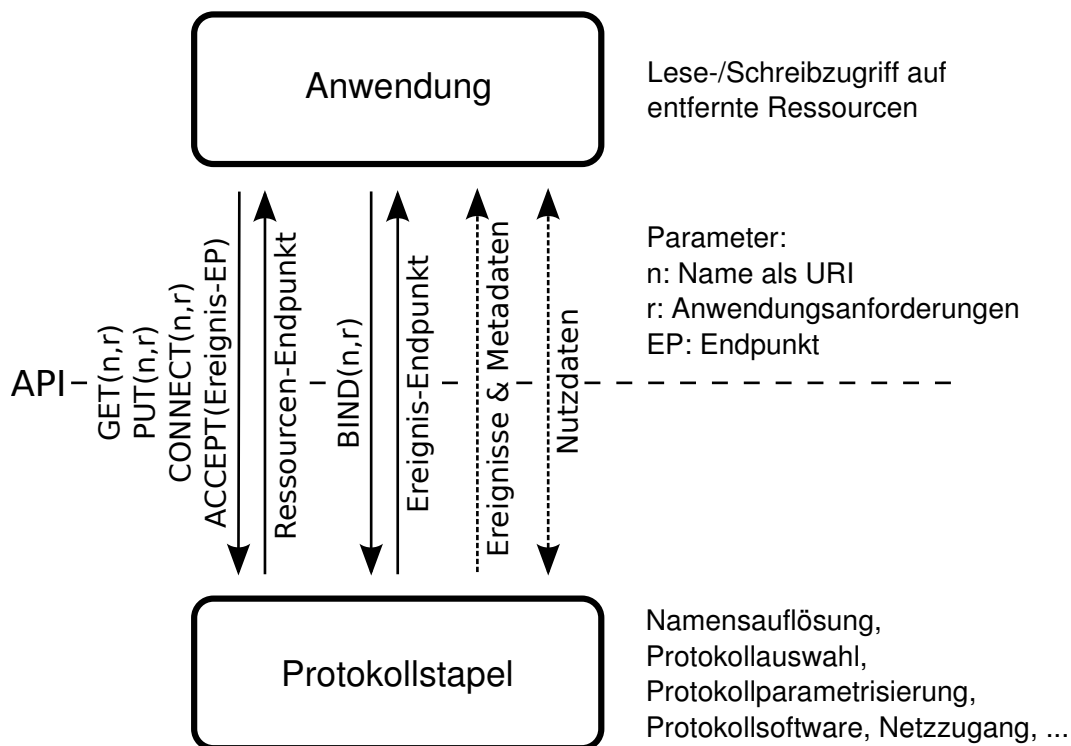 Anwendung
Lese-/Schreibzugriff auf
entfernte Ressourcen
Parameter:
n: Name als URI
r: Anwendungsanforderungen
EP: Endpunkt
API
GET(n,r)
PUT(n,r)
CONNECT(n,r)
ACCEPT(Ereignis-EP)
Ressourcen-Endpunkt
BIND(n,r)
Ereignis-Endpunkt
Ereignisse & Metadaten
Nutzdaten
Protokollstapel
Namensauflösung,
Protokollauswahl,
Protokollparametrisierung,
Protokollsoftware, Netzzugang, ...